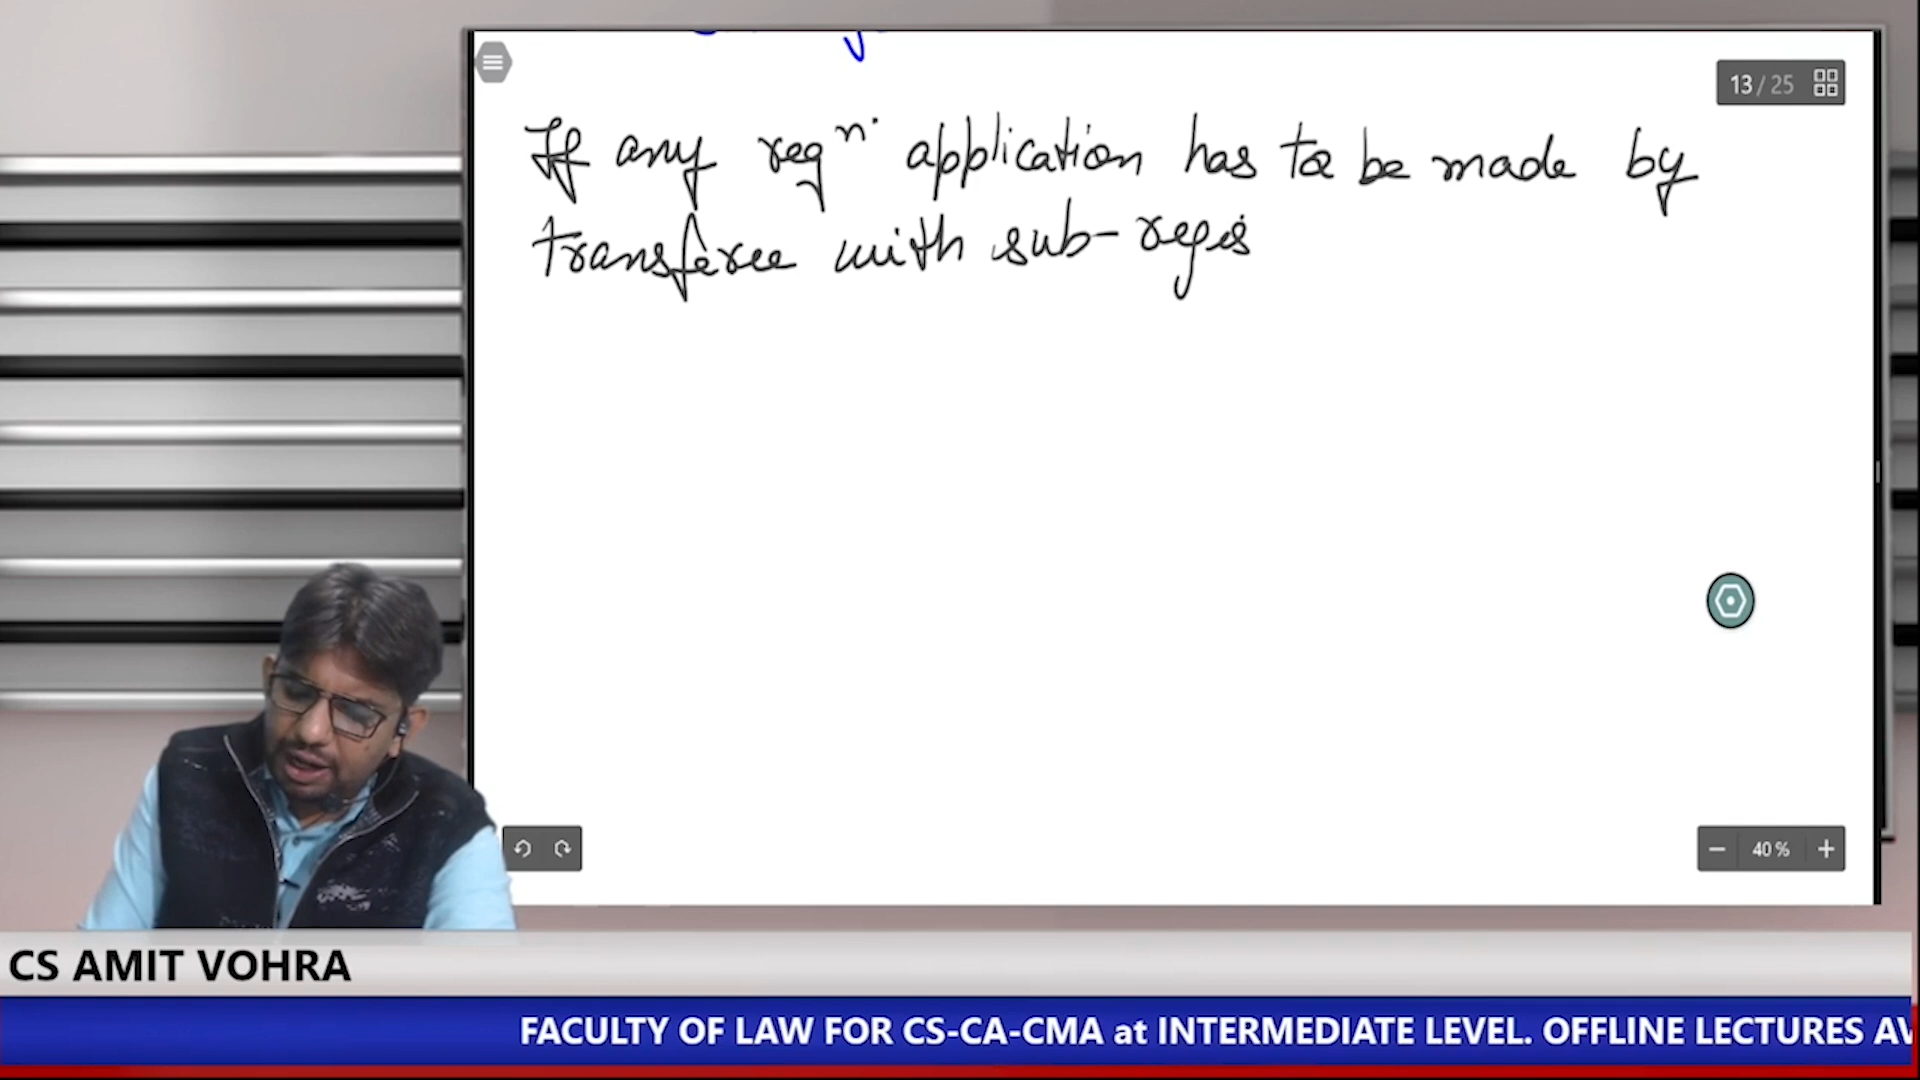 13 / 25
If any regⁿ. application has to be made by
transferee with sub-regis
40 %
CS AMIT VOHRA
FACULTY OF LAW FOR CS-CA-CMA at INTERMEDIATE LEVEL. OFFLINE LECTURES AV